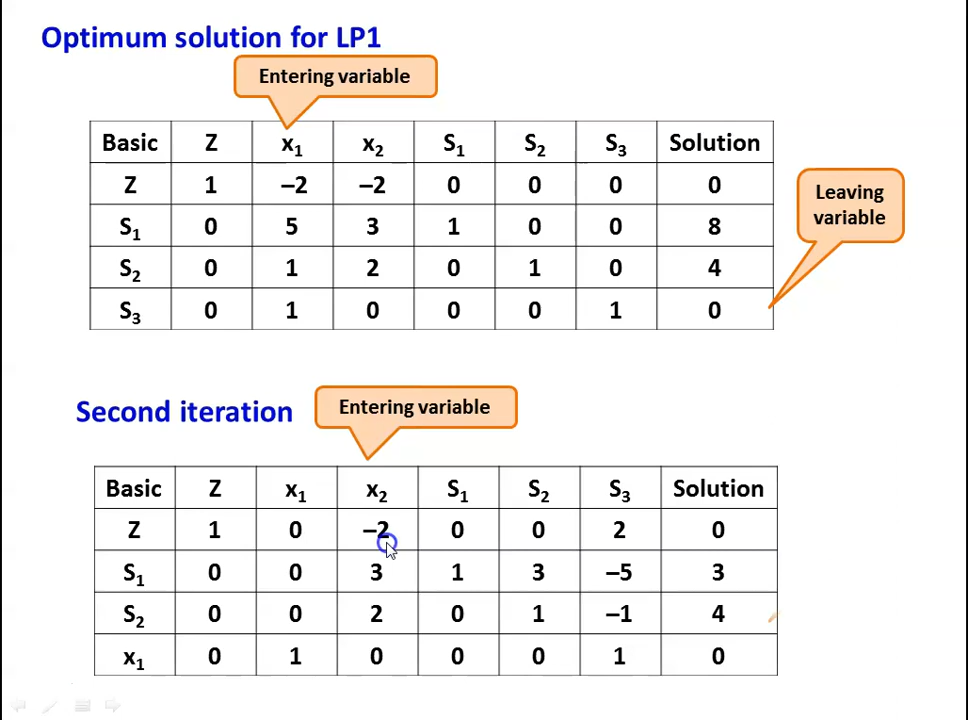 Optimum solution for LP1
Entering variable
Basic Z x₁ x₂ S₁ S₂ S₃ Solution
Z 1 –2 –2 0 0 0 0
S₁ 0 5 3 1 0 0 8
S₂ 0 1 2 0 1 0 4
S₃ 0 1 0 0 0 1 0
Leaving
variable
Second iteration
Entering variable
Basic Z x₁ x₂ S₁ S₂ S₃ Solution
Z 1 0 –2 0 0 2 0
S₁ 0 0 3 1 3 –5 3
S₂ 0 0 2 0 1 –1 4
x₁ 0 1 0 0 0 1 0